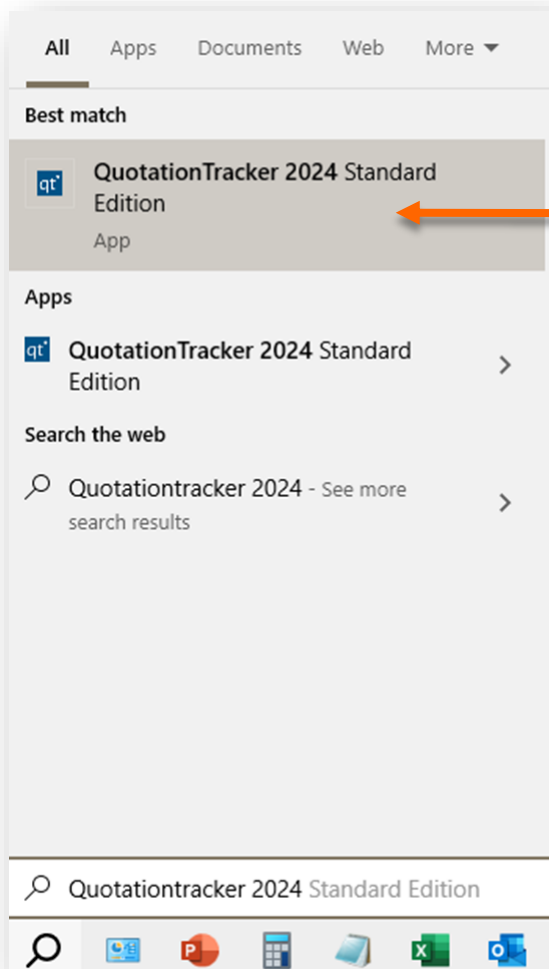 All Apps Documents Web More
Best match
qt
QuotationTracker 2024 Standard
Edition
App
Apps
qt
QuotationTracker 2024 Standard
Edition
Search the web
Quotationtracker 2024 - See more
search results
Quotationtracker 2024 Standard Edition